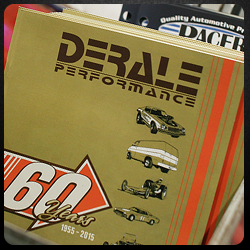 Quality Automotive
PACER
DERALE
PERFORMANCE
60
Years
1955-2015